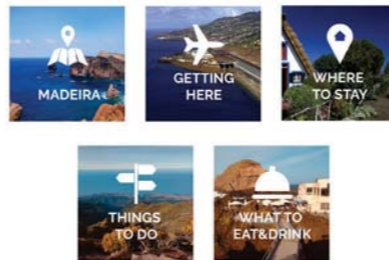 MADEIRA
GETTING
HERE
WHERE
TO STAY
THINGS
TO DO
WHAT TO
EAT&DRINK